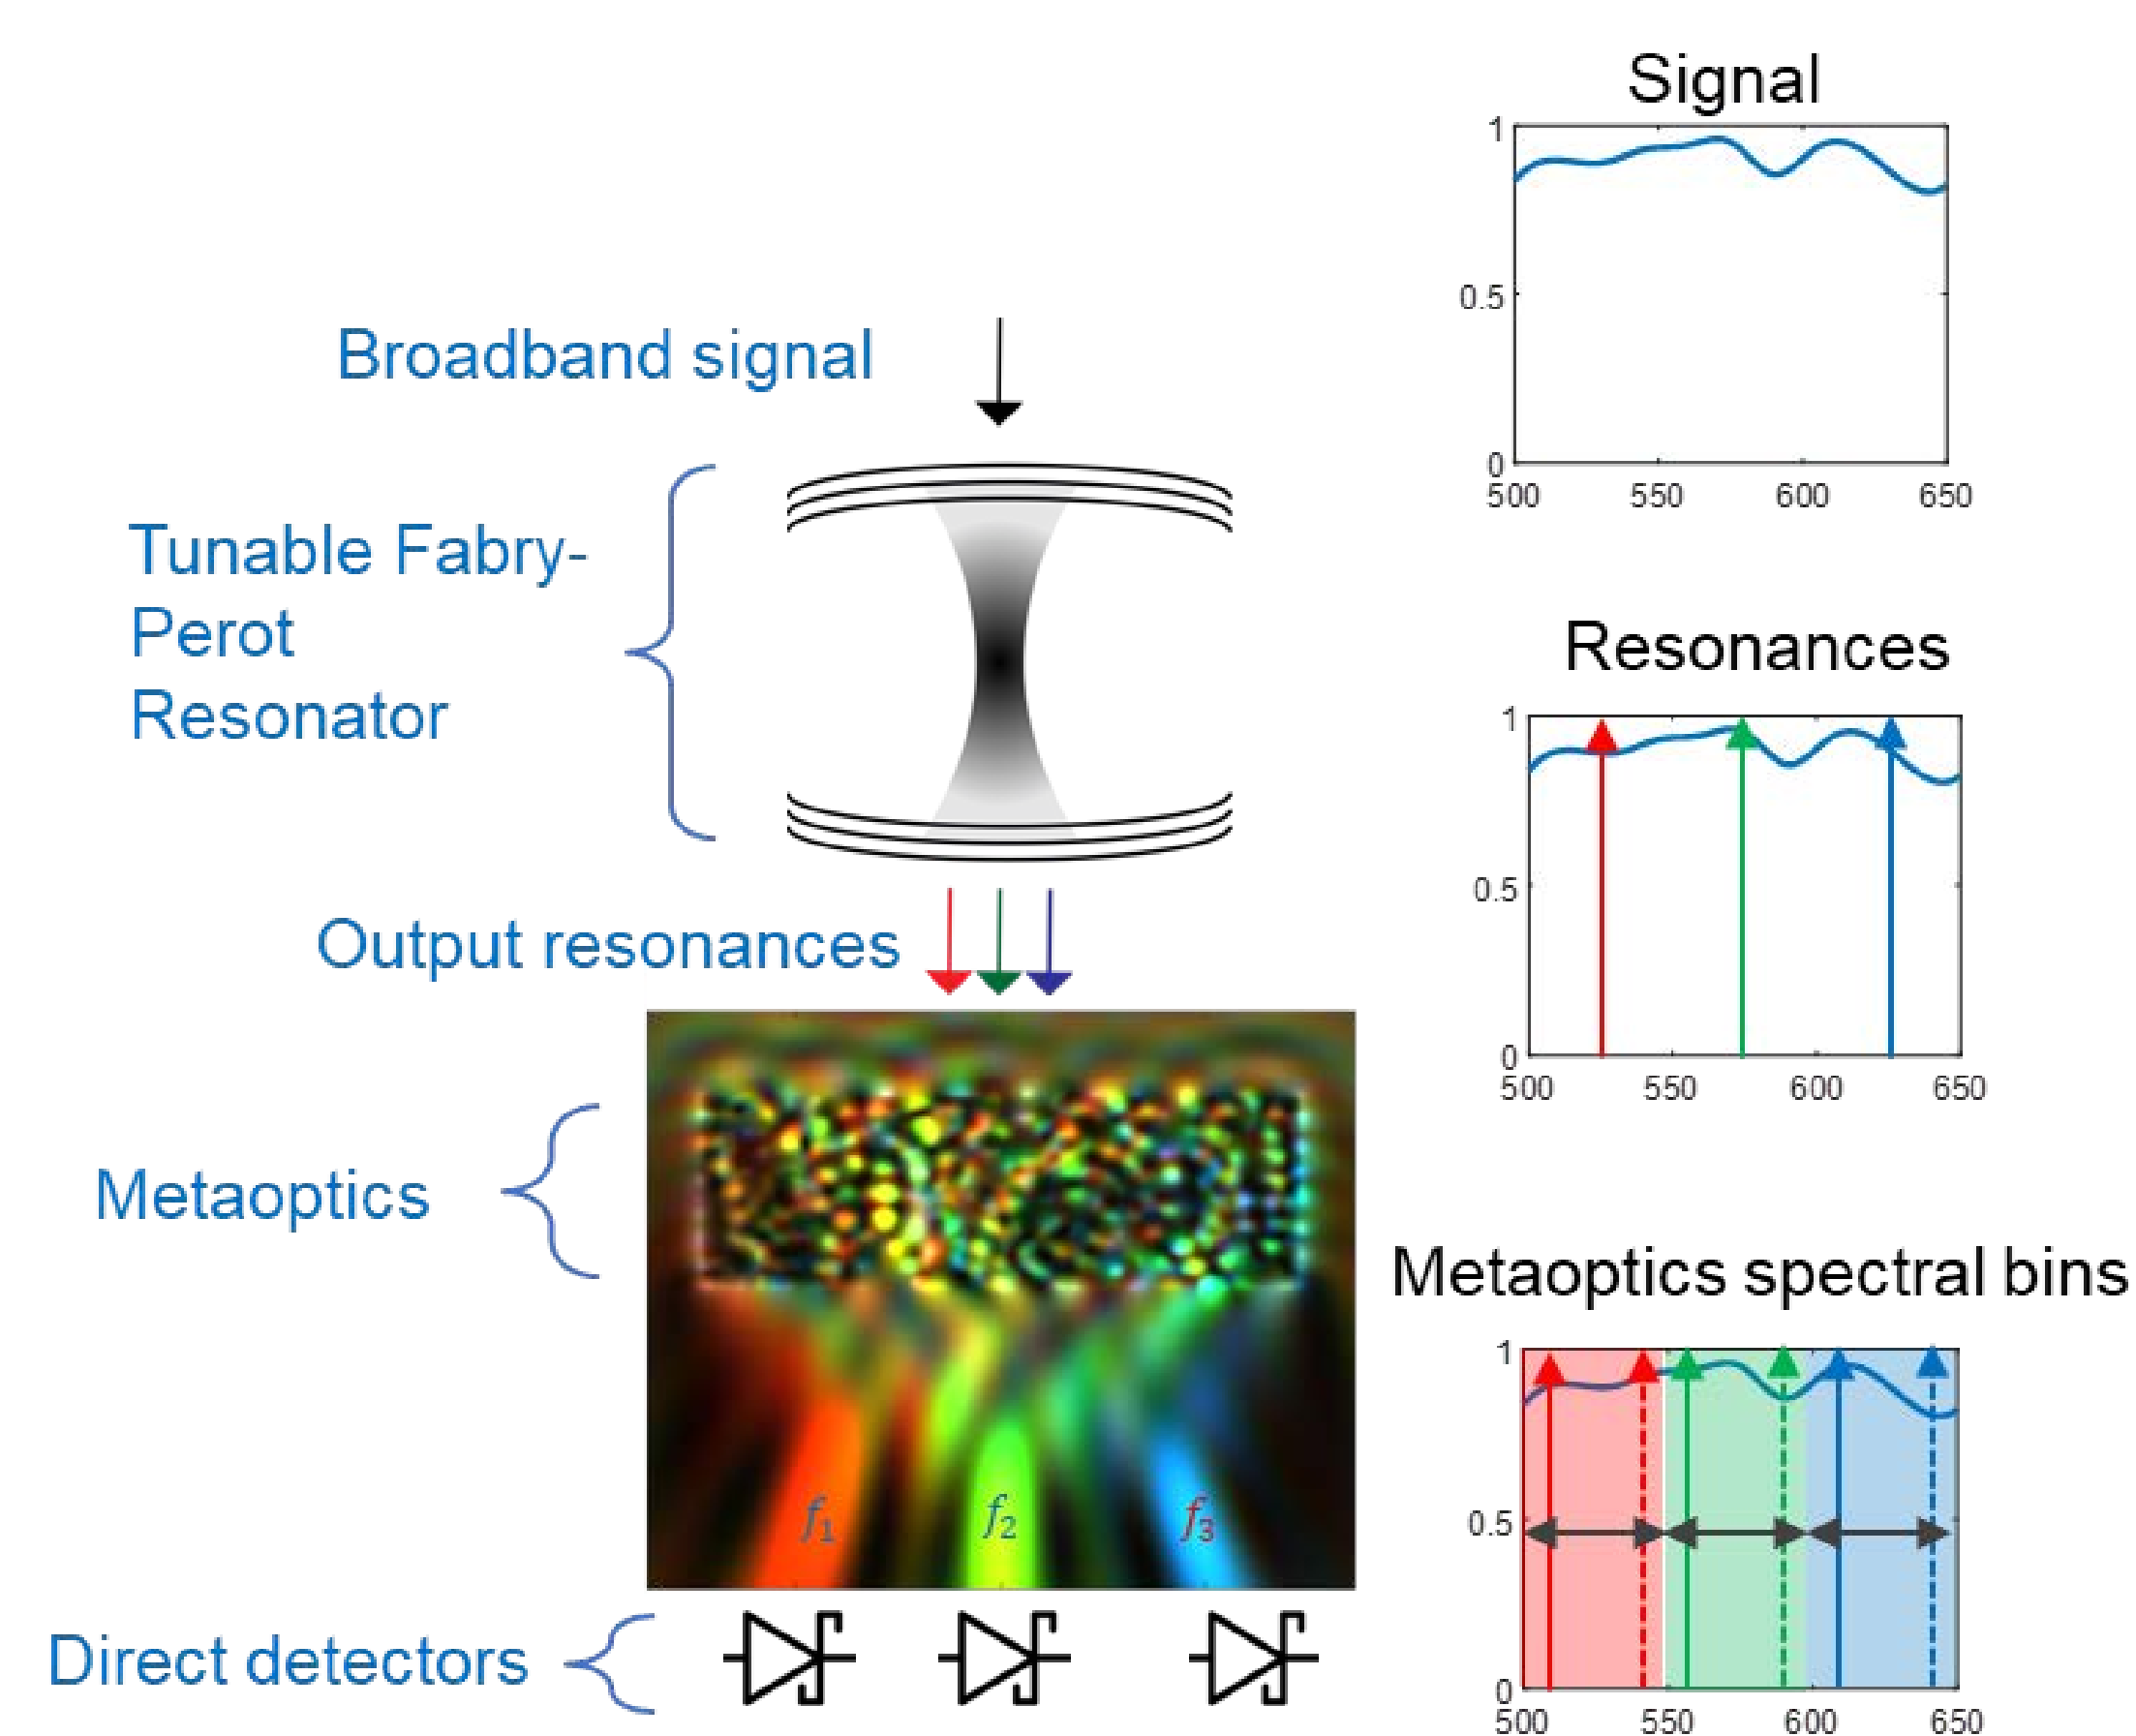 Signal
1
0.5
0
500 550 600 650
Broadband signal
Tunable Fabry-
Perot
Resonator
Resonances
1
0.5
0
500 550 600 650
Output resonances
Metaoptics
Metaoptics spectral bins
1
0.5
0
500 550 600 650
f1 f2 f3
Direct detectors